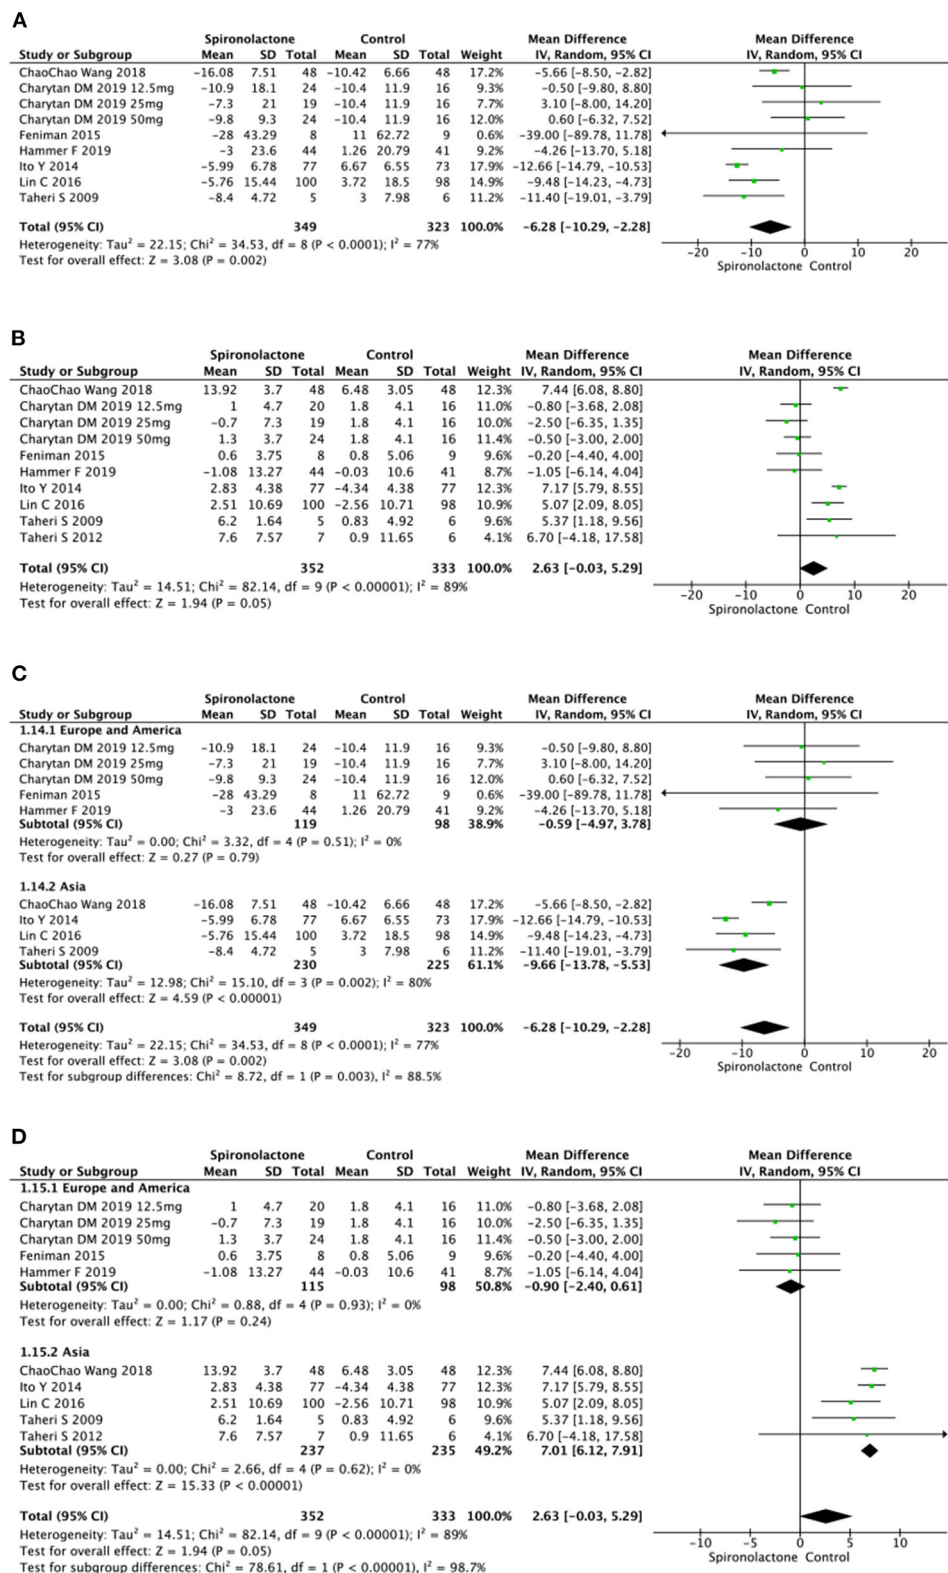 A
Spironolactone Control Mean Difference Mean Difference
Study or Subgroup Mean SD Total Mean SD Total Weight IV, Random, 95% CI IV, Random, 95% CI
ChaoChao Wang 2018 −16.08 7.51 48 −10.42 6.66 48 17.2% −5.66 [−8.50, −2.82]
Charytan DM 2019 12.5mg −10.9 18.1 24 −10.4 11.9 16 9.3% −0.50 [−9.80, 8.80]
Charytan DM 2019 25mg −7.3 21 19 −10.4 11.9 16 7.7% 3.10 [−8.00, 14.20]
Charytan DM 2019 50mg −9.8 9.3 24 −10.4 11.9 16 12.0% 0.60 [−6.32, 7.52]
Feniman 2015 −28 43.29 8 11 62.72 9 0.6% −39.00 [−89.78, 11.78]
Hammer F 2019 −3 23.6 44 1.26 20.79 41 9.2% −4.26 [−13.70, 5.18]
Ito Y 2014 −5.99 6.78 77 6.67 6.55 73 17.9% −12.66 [−14.79, −10.53]
Lin C 2016 −5.76 15.44 100 3.72 18.5 98 14.9% −9.48 [−14.23, −4.73]
Taheri S 2009 −8.4 4.72 5 3 7.98 6 11.2% −11.40 [−19.01, −3.79]
Total (95% CI) 349 323 100.0% −6.28 [−10.29, −2.28]
Heterogeneity: Tau² = 22.15; Chi² = 34.53, df = 8 (P < 0.0001); I² = 77%
Test for overall effect: Z = 3.08 (P = 0.002)
−20 −10 0 10 20
Spironolactone Control
B
Spironolactone Control Mean Difference Mean Difference
Study or Subgroup Mean SD Total Mean SD Total Weight IV, Random, 95% CI IV, Random, 95% CI
ChaoChao Wang 2018 13.92 3.7 48 6.48 3.05 48 12.3% 7.44 [6.08, 8.80]
Charytan DM 2019 12.5mg 1 4.7 20 1.8 4.1 16 11.0% −0.80 [−3.68, 2.08]
Charytan DM 2019 25mg −0.7 7.3 19 1.8 4.1 16 10.0% −2.50 [−6.35, 1.35]
Charytan DM 2019 50mg 1.3 3.7 24 1.8 4.1 16 11.4% −0.50 [−3.00, 2.00]
Feniman 2015 0.6 3.75 8 0.8 5.06 9 9.6% −0.20 [−4.40, 4.00]
Hammer F 2019 −1.08 13.27 44 −0.03 10.6 41 8.7% −1.05 [−6.14, 4.04]
Ito Y 2014 2.83 4.38 77 −4.34 4.38 77 12.3% 7.17 [5.79, 8.55]
Lin C 2016 2.51 10.69 100 −2.56 10.71 98 10.9% 5.07 [2.09, 8.05]
Taheri S 2009 6.2 1.64 5 0.83 4.92 6 9.6% 5.37 [1.18, 9.56]
Taheri S 2012 7.6 7.57 7 0.9 11.65 6 4.1% 6.70 [−4.18, 17.58]
Total (95% CI) 352 333 100.0% 2.63 [−0.03, 5.29]
Heterogeneity: Tau² = 14.51; Chi² = 82.14, df = 9 (P < 0.00001); I² = 89%
Test for overall effect: Z = 1.94 (P = 0.05)
−20 −10 0 10 20
Spironolactone Control
C
Spironolactone Control Mean Difference Mean Difference
Study or Subgroup Mean SD Total Mean SD Total Weight IV, Random, 95% CI IV, Random, 95% CI
1.14.1 Europe and America
Charytan DM 2019 12.5mg −10.9 18.1 24 −10.4 11.9 16 9.3% −0.50 [−9.80, 8.80]
Charytan DM 2019 25mg −7.3 21 19 −10.4 11.9 16 7.7% 3.10 [−8.00, 14.20]
Charytan DM 2019 50mg −9.8 9.3 24 −10.4 11.9 16 12.0% 0.60 [−6.32, 7.52]
Feniman 2015 −28 43.29 8 11 62.72 9 0.6% −39.00 [−89.78, 11.78]
Hammer F 2019 −3 23.6 44 1.26 20.79 41 9.2% −4.26 [−13.70, 5.18]
Subtotal (95% CI) 119 98 38.9% −0.59 [−4.97, 3.78]
Heterogeneity: Tau² = 0.00; Chi² = 3.32, df = 4 (P = 0.51); I² = 0%
Test for overall effect: Z = 0.27 (P = 0.79)
1.14.2 Asia
ChaoChao Wang 2018 −16.08 7.51 48 −10.42 6.66 48 17.2% −5.66 [−8.50, −2.82]
Ito Y 2014 −5.99 6.78 77 6.67 6.55 73 17.9% −12.66 [−14.79, −10.53]
Lin C 2016 −5.76 15.44 100 3.72 18.5 98 14.9% −9.48 [−14.23, −4.73]
Taheri S 2009 −8.4 4.72 5 3 7.98 6 11.2% −11.40 [−19.01, −3.79]
Subtotal (95% CI) 230 225 61.1% −9.66 [−13.78, −5.53]
Heterogeneity: Tau² = 12.98; Chi² = 15.10, df = 3 (P = 0.002); I² = 80%
Test for overall effect: Z = 4.59 (P < 0.00001)
Total (95% CI) 349 323 100.0% −6.28 [−10.29, −2.28]
Heterogeneity: Tau² = 22.15; Chi² = 34.53, df = 8 (P < 0.0001); I² = 77%
Test for overall effect: Z = 3.08 (P = 0.002)
Test for subgroup differences: Chi² = 8.72, df = 1 (P = 0.003), I² = 88.5%
−20 −10 0 10 20
Spironolactone Control
D
Spironolactone Control Mean Difference Mean Difference
Study or Subgroup Mean SD Total Mean SD Total Weight IV, Random, 95% CI IV, Random, 95% CI
1.15.1 Europe and America
Charytan DM 2019 12.5mg 1 4.7 20 1.8 4.1 16 11.0% −0.80 [−3.68, 2.08]
Charytan DM 2019 25mg −0.7 7.3 19 1.8 4.1 16 10.0% −2.50 [−6.35, 1.35]
Charytan DM 2019 50mg 1.3 3.7 24 1.8 4.1 16 11.4% −0.50 [−3.00, 2.00]
Feniman 2015 0.6 3.75 8 0.8 5.06 9 9.6% −0.20 [−4.40, 4.00]
Hammer F 2019 −1.08 13.27 44 −0.03 10.6 41 8.7% −1.05 [−6.14, 4.04]
Subtotal (95% CI) 115 98 50.8% −0.90 [−2.40, 0.61]
Heterogeneity: Tau² = 0.00; Chi² = 0.88, df = 4 (P = 0.93); I² = 0%
Test for overall effect: Z = 1.17 (P = 0.24)
1.15.2 Asia
ChaoChao Wang 2018 13.92 3.7 48 6.48 3.05 48 12.3% 7.44 [6.08, 8.80]
Ito Y 2014 2.83 4.38 77 −4.34 4.38 77 12.3% 7.17 [5.79, 8.55]
Lin C 2016 2.51 10.69 100 −2.56 10.71 98 10.9% 5.07 [2.09, 8.05]
Taheri S 2009 6.2 1.64 5 0.83 4.92 6 9.6% 5.37 [1.18, 9.56]
Taheri S 2012 7.6 7.57 7 0.9 11.65 6 4.1% 6.70 [−4.18, 17.58]
Subtotal (95% CI) 237 235 49.2% 7.01 [6.12, 7.91]
Heterogeneity: Tau² = 0.00; Chi² = 2.66, df = 4 (P = 0.62); I² = 0%
Test for overall effect: Z = 15.33 (P < 0.00001)
Total (95% CI) 352 333 100.0% 2.63 [−0.03, 5.29]
Heterogeneity: Tau² = 14.51; Chi² = 82.14, df = 9 (P < 0.00001); I² = 89%
Test for overall effect: Z = 1.94 (P = 0.05)
Test for subgroup differences: Chi² = 78.61, df = 1 (P < 0.00001), I² = 98.7%
−10 −5 0 5 10
Spironolactone Control